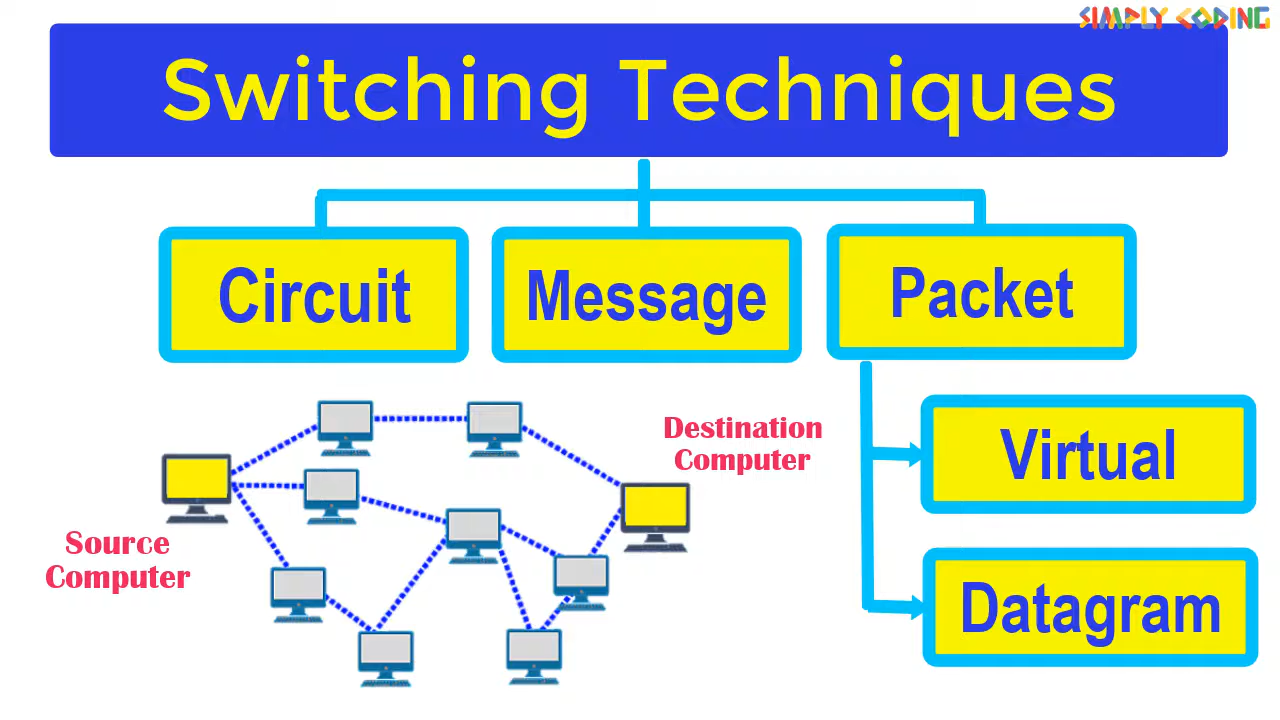 SIMPLY CODING
Switching Techniques
Circuit
Message
Packet
Destination
Computer
Virtual
Source
Computer
Datagram